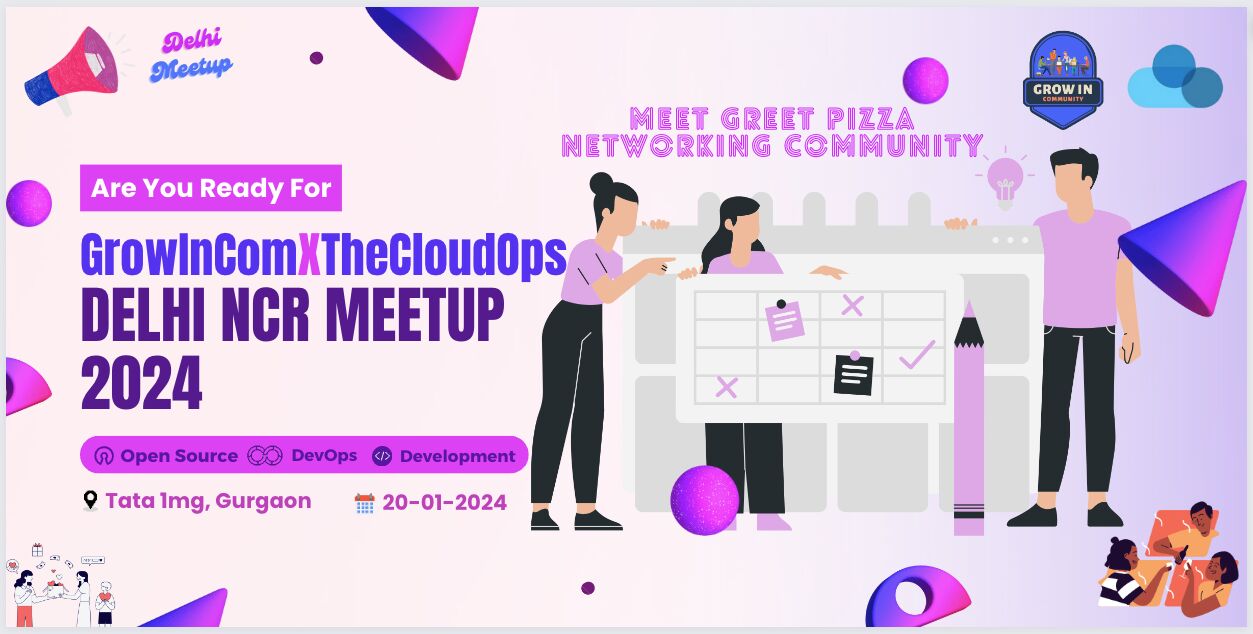 Delhi
Meetup
GROW IN
COMMUNITY
MEET GREET PIZZA
NETWORKING COMMUNITY
Are You Ready For
GrowInComXTheCloudOps
DELHI NCR MEETUP
2024
Open Source DevOps </> Development
Tata 1mg, Gurgaon 20-01-2024